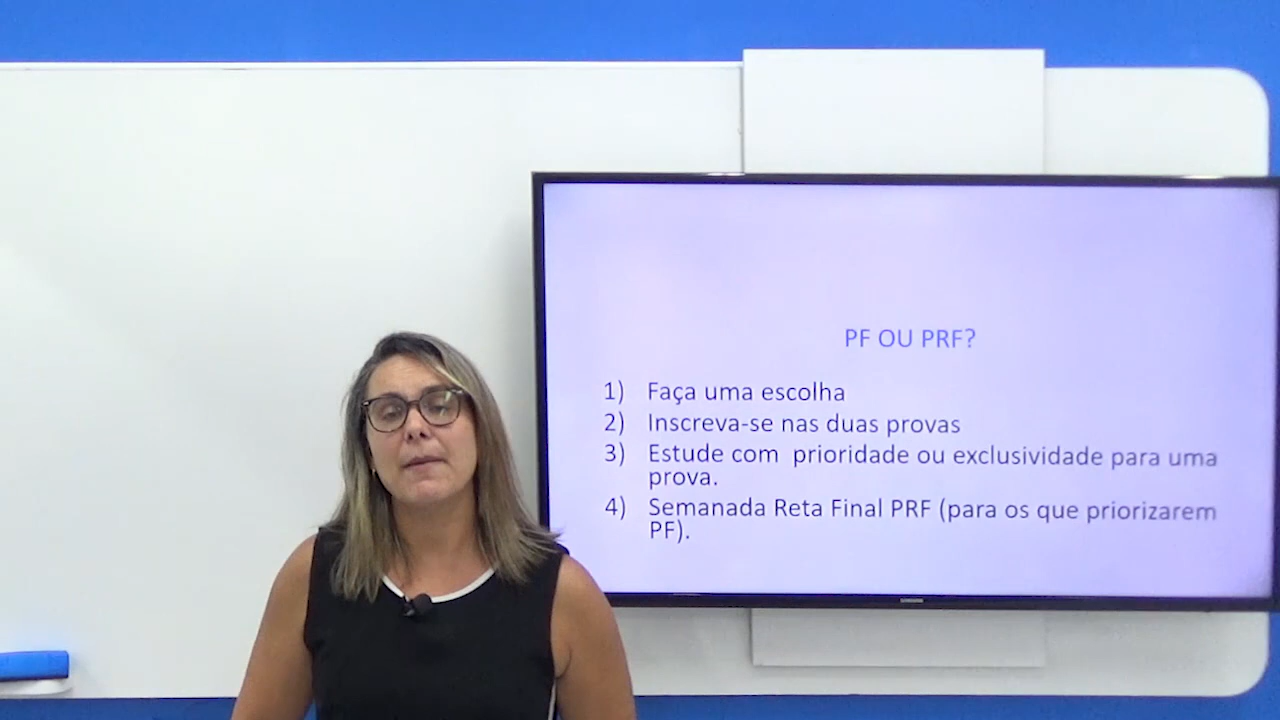 PF OU PRF?
1) Faça uma escolha
2) Inscreva-se nas duas provas
3) Estude com prioridade ou exclusividade para uma
prova.
4) Semanada Reta Final PRF (para os que priorizarem
PF).
SAMSUNG